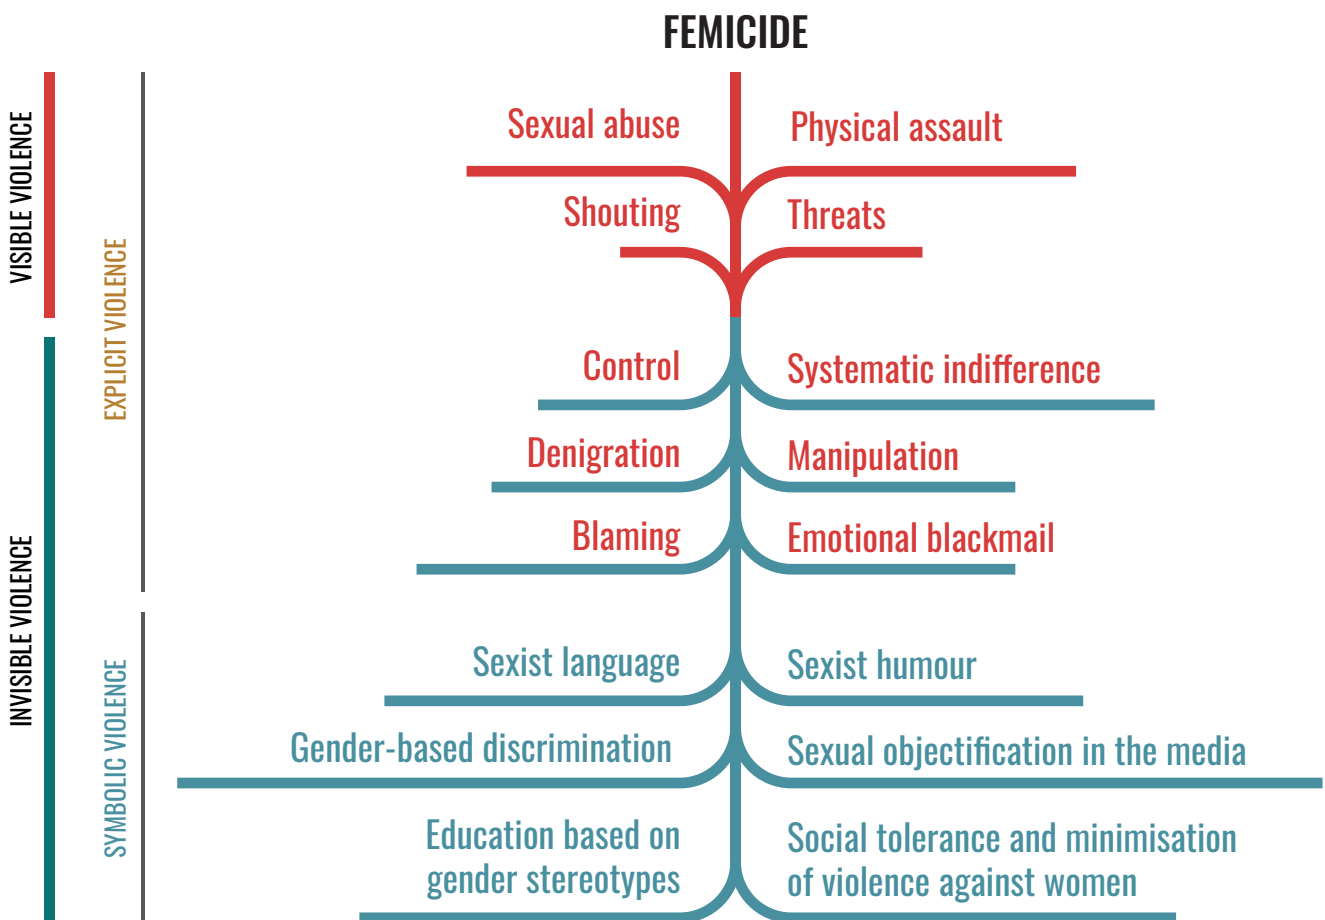 FEMICIDE
VISIBLE VIOLENCE
EXPLICIT VIOLENCE
Sexual abuse
Physical assault
Shouting
Threats
Control
Systematic indifference
Denigration
Manipulation
Blaming
Emotional blackmail
INVISIBLE VIOLENCE
SYMBOLIC VIOLENCE
Sexist language
Sexist humour
Gender-based discrimination
Sexual objectification in the media
Education based on
gender stereotypes
Social tolerance and minimisation
of violence against women